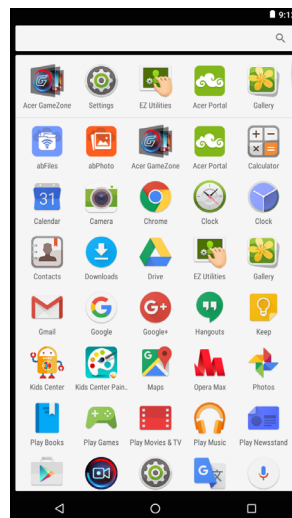 9:1
Acer GameZone Settings EZ Utilities Acer Portal Gallery
abFiles abPhoto Acer GameZone Acer Portal Calculator
31
Calendar Camera Chrome Clock Clock
Contacts Downloads Drive EZ Utilities Gallery
G+
Gmail Google Google+ Hangouts Keep
Kids Center Kids Center Pain.. Maps Opera Max Photos
Play Books Play Games Play Movies & TV Play Music Play Newsstand